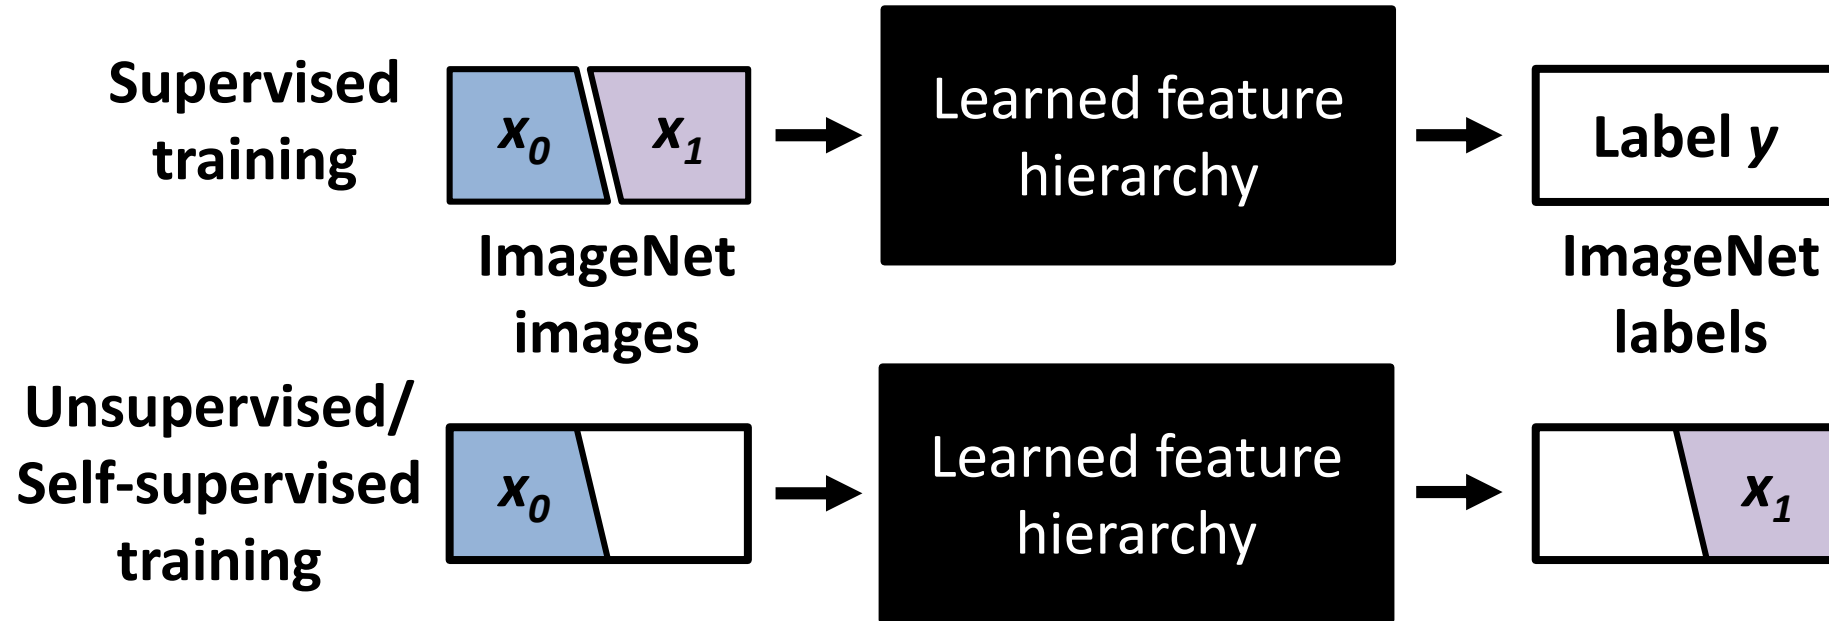 Supervised
training
x0
x1
Learned feature
hierarchy
Label y
ImageNet
images
ImageNet
labels
Unsupervised/
Self-supervised
training
x0
Learned feature
hierarchy
x1